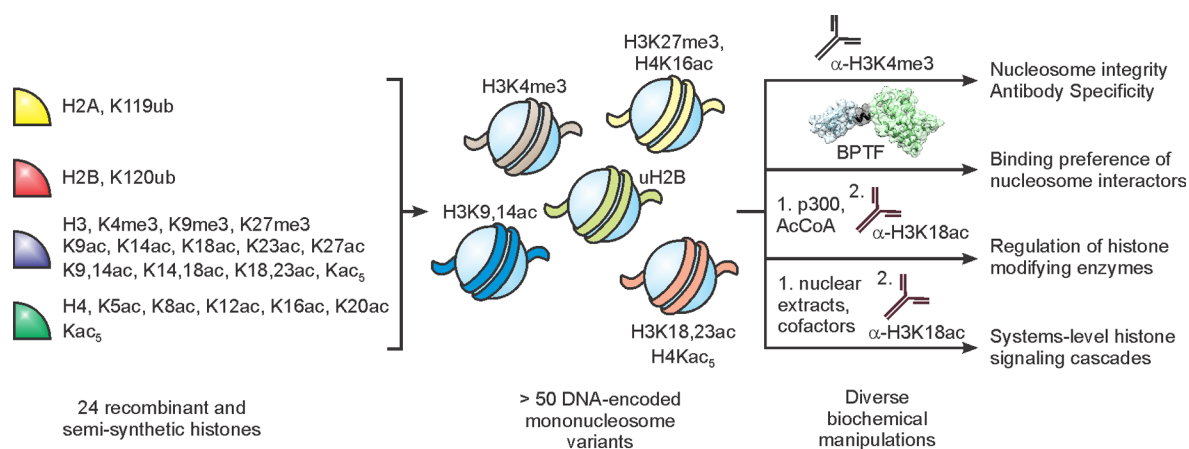 H2A, K119ub
H2B, K120ub
H3, K4me3, K9me3, K27me3
K9ac, K14ac, K18ac, K23ac, K27ac
K9,14ac, K14,18ac, K18,23ac, Kac₅
H4, K5ac, K8ac, K12ac, K16ac, K20ac
Kac₅
24 recombinant and
semi-synthetic histones
H3K4me3
H3K27me3,
H4K16ac
uH2B
H3K9,14ac
H3K18,23ac
H4Kac₅
> 50 DNA-encoded
mononucleosome
variants
α-H3K4me3
BPTF
1. p300,
AcCoA
2.
α-H3K18ac
1. nuclear
extracts,
cofactors
2.
α-H3K18ac
Diverse
biochemical
manipulations
Nucleosome integrity
Antibody Specificity
Binding preference of
nucleosome interactors
Regulation of histone
modifying enzymes
Systems-level histone
signaling cascades